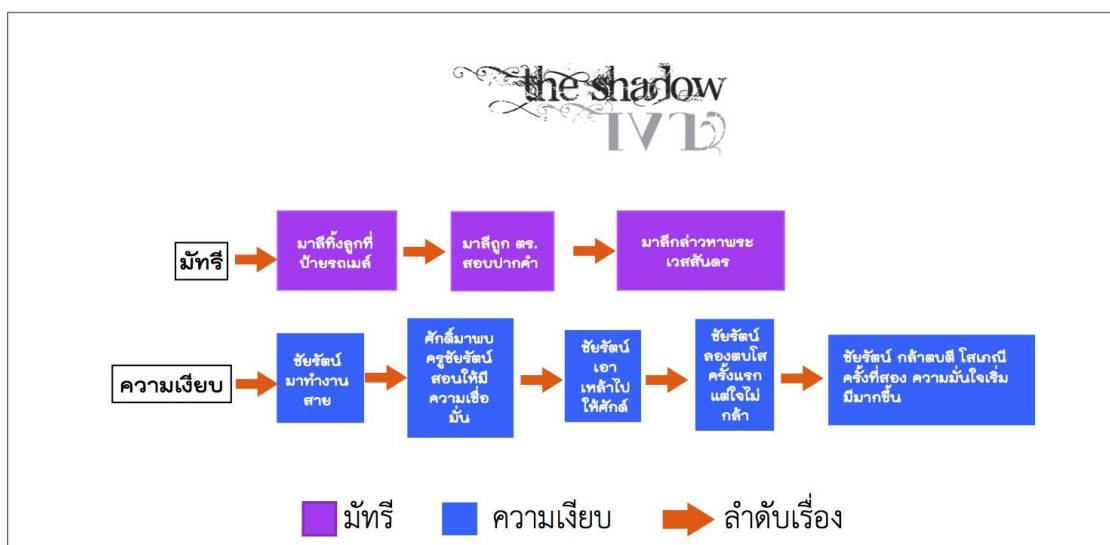 the shadow
เงา
มัทรี
มาลีทิ้งลูกที่
ป้ายรถเมล์
มาลีถูก ตร.
สอบปากคำ
มาลีกล่าวหาพระ
เวสสันดร
ความเงียบ
ชัยรัตน์
มาทำงาน
สาย
ศักดิ์มาพบ
ครูชัยรัตน์
สอนให้มี
ความเชื่อ
มั่น
ชัยรัตน์
เอา
เหล้าไป
ให้ศักดิ์
ชัยรัตน์
ลองตบโส
ครั้งแรก
แต่ใจไม่
กล้า
ชัยรัตน์ กล้าตบตี โสเภณี
ครั้งที่สอง ความมั่นใจเริ่ม
มีมากขึ้น
มัทรี
ความเงียบ
ลำดับเรื่อง